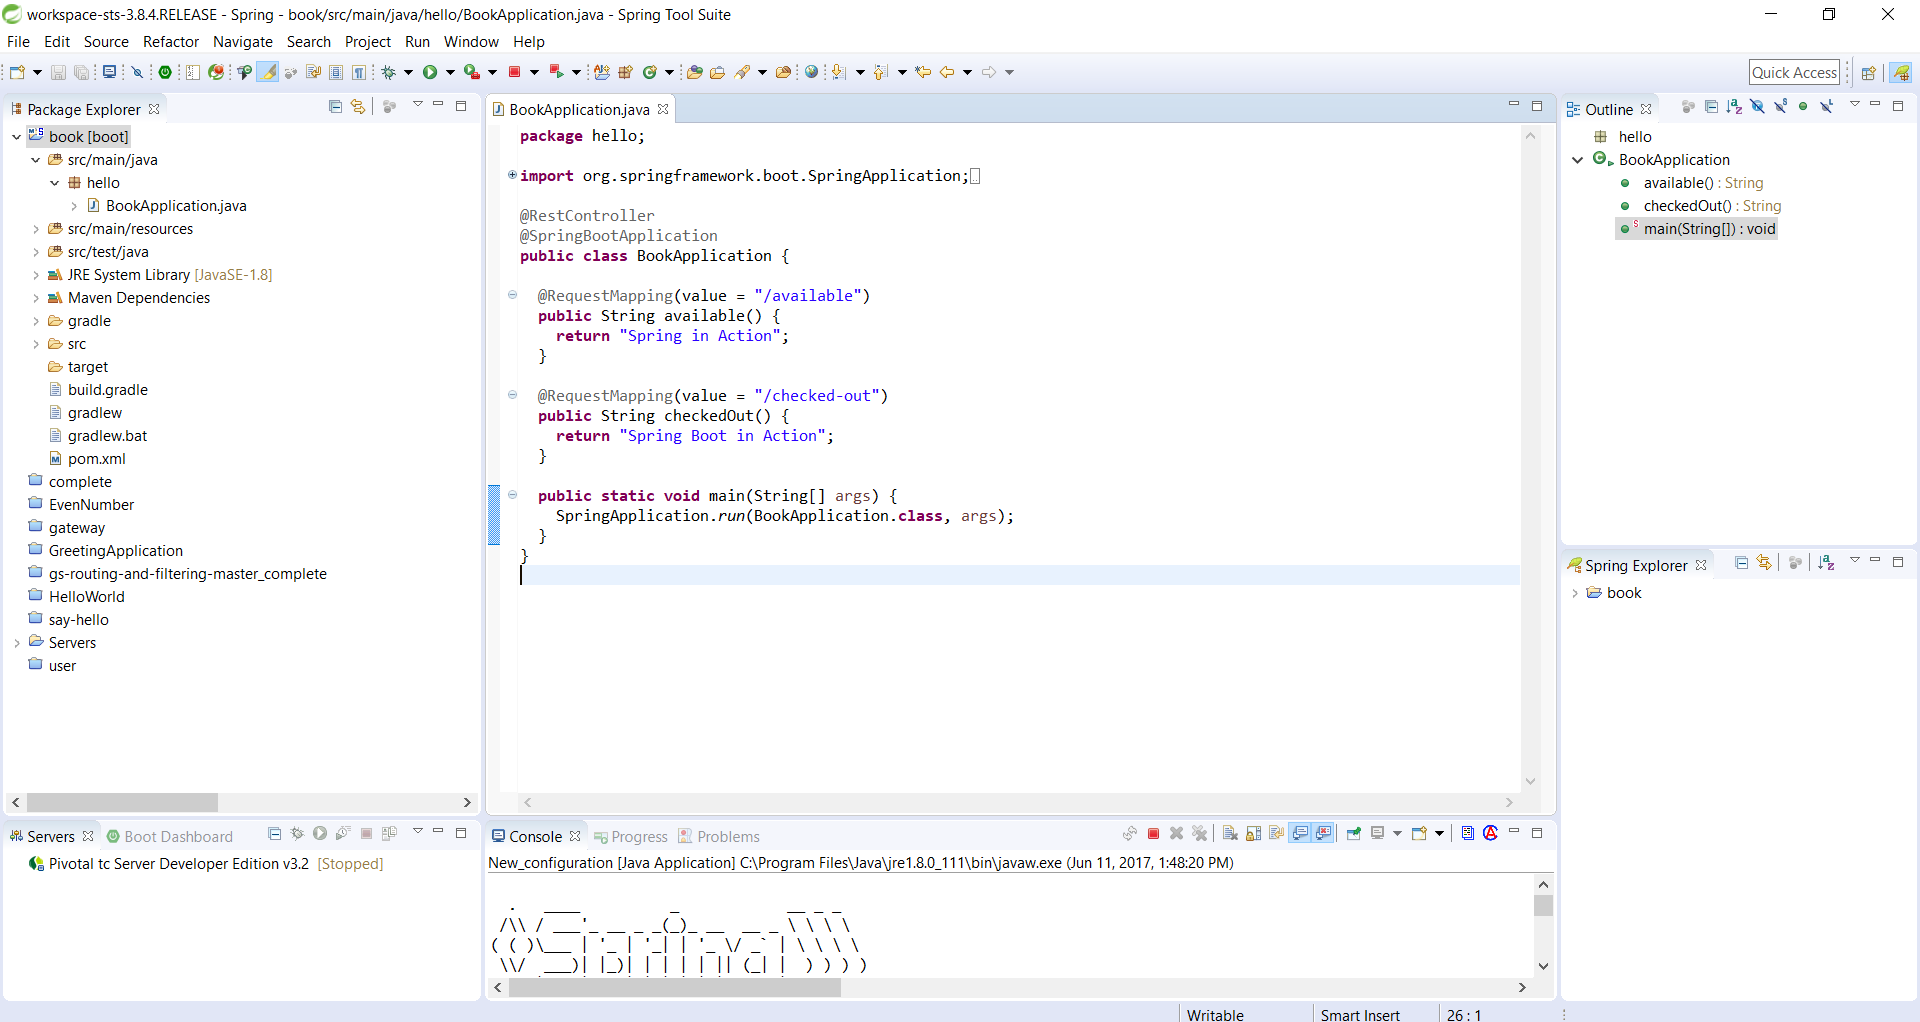 workspace-sts-3.8.4.RELEASE - Spring - book/src/main/java/hello/BookApplication.java - Spring Tool Suite
File Edit Source Refactor Navigate Search Project Run Window Help
Quick Access
Package Explorer
book [boot]
src/main/java
hello
BookApplication.java
src/main/resources
src/test/java
JRE System Library [JavaSE-1.8]
Maven Dependencies
gradle
src
target
build.gradle
gradlew
gradlew.bat
pom.xml
complete
EvenNumber
gateway
GreetingApplication
gs-routing-and-filtering-master_complete
HelloWorld
say-hello
Servers
user
BookApplication.java
package hello;
import org.springframework.boot.SpringApplication;
@RestController
@SpringBootApplication
public class BookApplication {
@RequestMapping(value = "/available")
public String available() {
return "Spring in Action";
}
@RequestMapping(value = "/checked-out")
public String checkedOut() {
return "Spring Boot in Action";
}
public static void main(String[] args) {
SpringApplication.run(BookApplication.class, args);
}
}
Outline
hello
BookApplication
available() : String
checkedOut() : String
main(String[]) : void
Spring Explorer
book
Servers Boot Dashboard
Pivotal tc Server Developer Edition v3.2 [Stopped]
Console Progress Problems
New_configuration [Java Application] C:\Program Files\Java\jre1.8.0_111\bin\javaw.exe (Jun 11, 2017, 1:48:20 PM)
Writable Smart Insert 26 : 1